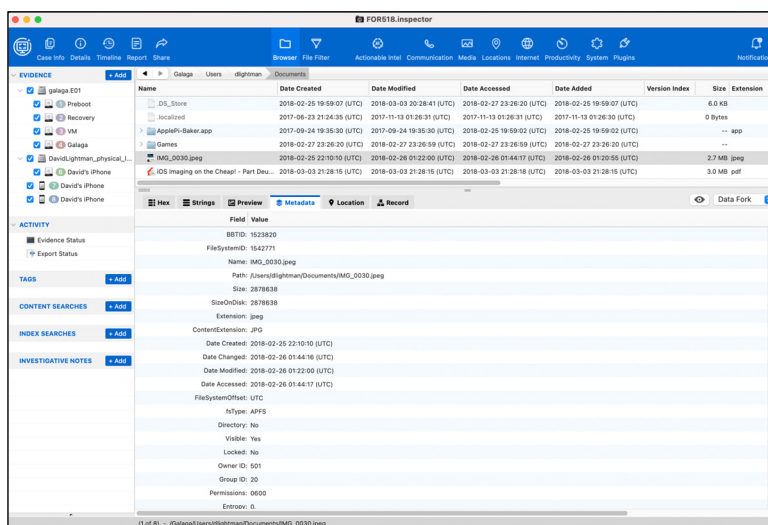 FOR518.inspector
Case Info Details Timeline Report Share Browser File Filter Actionable Intel Communication Media Locations Internet Productivity System Plugins Notificatio
EVIDENCE + Add Galaga Users dlightman Documents
galaga.E01 Name Date Created Date Modified Date Accessed Date Added Version Index Size Extension
1 Preboot .DS_Store 2018-02-25 19:59:07 (UTC) 2018-03-03 20:28:41 (UTC) 2018-02-27 23:26:20 (UTC) 2018-02-25 19:59:07 (UTC) 6.0 KB
2 Recovery .localized 2017-06-23 21:24:35 (UTC) 2017-11-13 01:26:31 (UTC) 2017-11-13 01:26:31 (UTC) 2017-11-13 01:26:30 (UTC) 0 Bytes
3 VM ApplePi-Baker.app 2017-09-24 19:35:30 (UTC) 2017-09-24 19:35:30 (UTC) 2018-02-25 19:59:02 (UTC) 2018-02-25 19:59:02 (UTC) -- app
4 Galaga Games 2018-02-27 23:26:20 (UTC) 2018-02-27 23:26:59 (UTC) 2018-02-27 23:26:59 (UTC) 2018-02-27 23:26:20 (UTC) --
DavidLightman_physical_l... IMG_0030.jpeg 2018-02-25 22:10:10 (UTC) 2018-02-26 01:22:00 (UTC) 2018-02-26 01:44:17 (UTC) 2018-02-26 01:20:55 (UTC) 2.7 MB jpeg
6 David's iPhone iOS Imaging on the Cheap! - Part Deu... 2018-03-03 21:28:15 (UTC) 2018-03-03 21:28:15 (UTC) 2018-03-03 21:28:18 (UTC) 2018-03-03 21:28:15 (UTC) 3.0 MB pdf
7 David's iPhone
8 David's iPhone Hex Strings Preview Metadata Location Record Data Fork
Field Value
ACTIVITY BBTID: 1523820
Evidence Status FileSystemID: 1542771
Export Status Name: IMG_0030.jpeg
TAGS + Add Path: /Users/dlightman/Documents/IMG_0030.jpeg
Size: 2878638
CONTENT SEARCHES + Add SizeOnDisk: 2878638
Extension: jpeg
INDEX SEARCHES + Add ContentExtension: JPG
Date Created: 2018-02-25 22:10:10 (UTC)
INVESTIGATIVE NOTES + Add Date Changed: 2018-02-26 01:44:16 (UTC)
Date Modified: 2018-02-26 01:22:00 (UTC)
Date Accessed: 2018-02-26 01:44:17 (UTC)
FileSystemOffset: UTC
fsType: APFS
Directory: No
Visible: Yes
Locked: No
Owner ID: 501
Group ID: 20
Permissions: 0600
Entropy: 0.
(1 of 8) - /Galaga/Users/dlightman/Documents/IMG_0030.jpeg